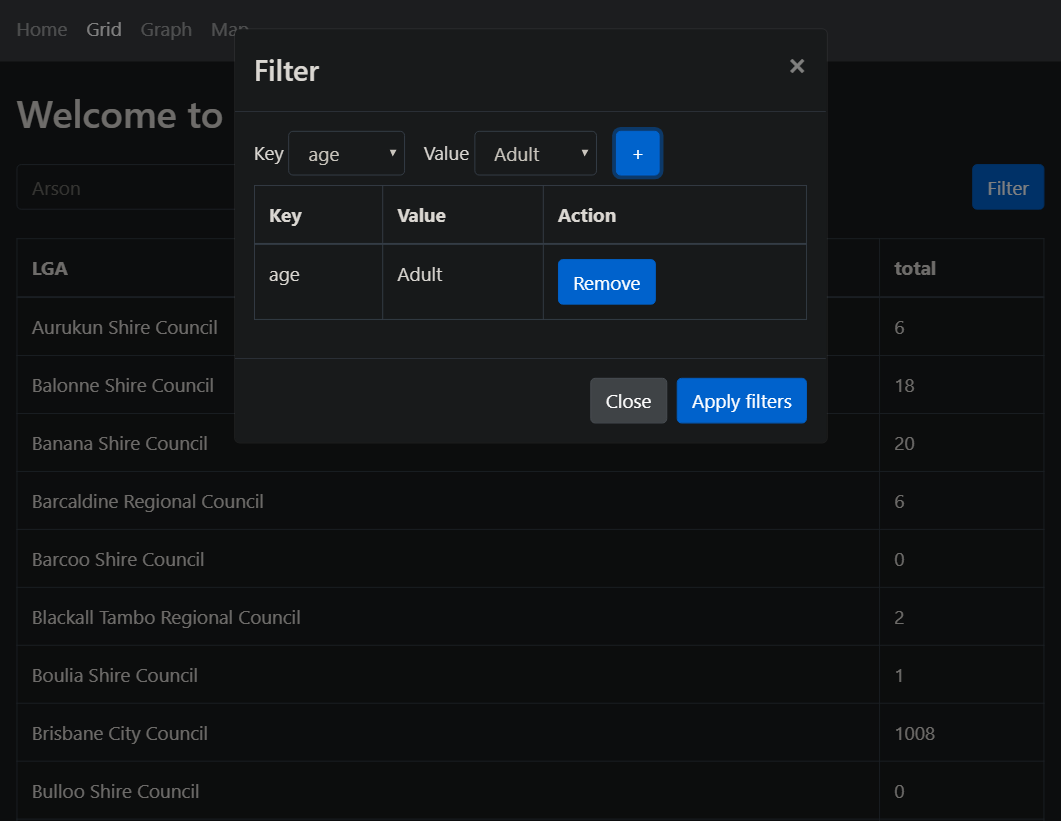 Home Grid Graph Map
Filter ×
Welcome to
Key age Value Adult +
Arson
Filter
Key Value Action
age Adult Remove
Close Apply filters
LGA total
Aurukun Shire Council 6
Balonne Shire Council 18
Banana Shire Council 20
Barcaldine Regional Council 6
Barcoo Shire Council 0
Blackall Tambo Regional Council 2
Boulia Shire Council 1
Brisbane City Council 1008
Bulloo Shire Council 0